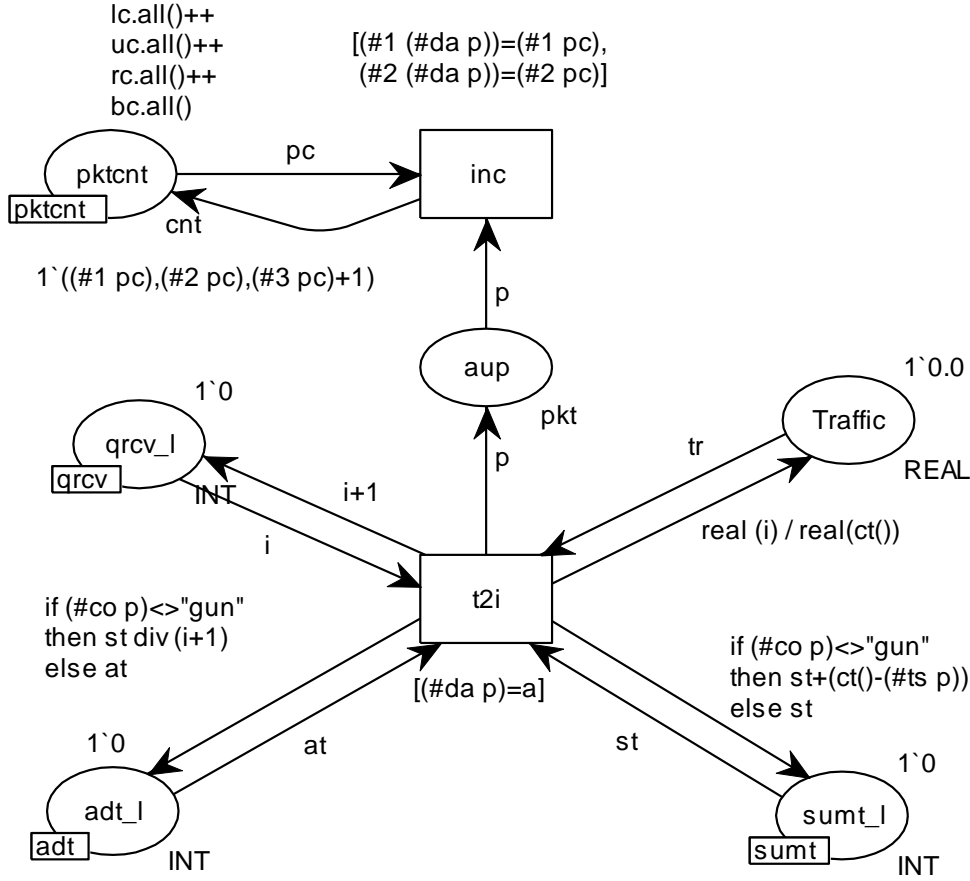 lc.all()++
uc.all()++
rc.all()++
bc.all()
[(#1 (#da p))=(#1 pc),
(#2 (#da p))=(#2 pc)]
pktcnt
pktcnt
pc
inc
cnt
1`((#1 pc),(#2 pc),(#3 pc)+1)
p
aup
pkt
p
1`0
qrcv_I
qrcv
INT
i+1
i
1`0.0
Traffic
REAL
tr
real (i) / real(ct())
t2i
[(#da p)=a]
if (#co p)<>"gun"
then st div (i+1)
else at
if (#co p)<>"gun"
then st+(ct()-(#ts p))
else st
at
st
1`0
adt_I
adt
INT
1`0
sumt_I
sumt
INT